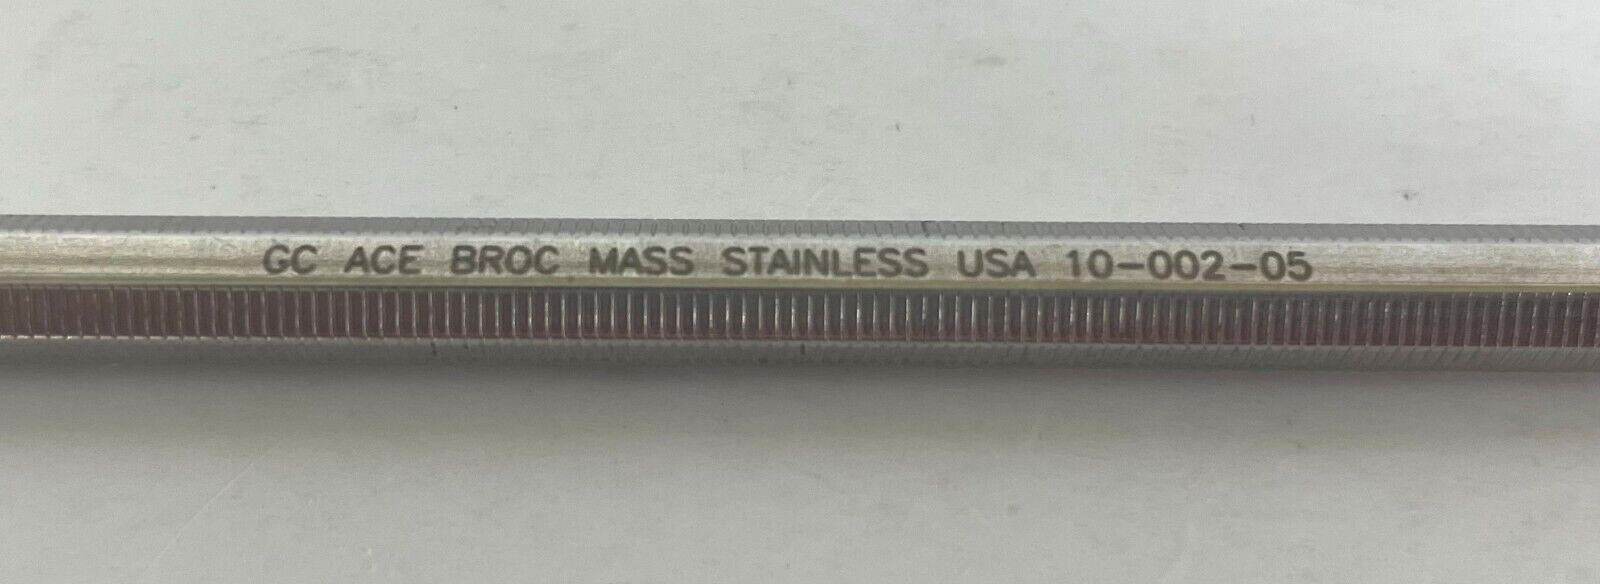 GC ACE BROC MASS STAINLESS USA 10-002-05